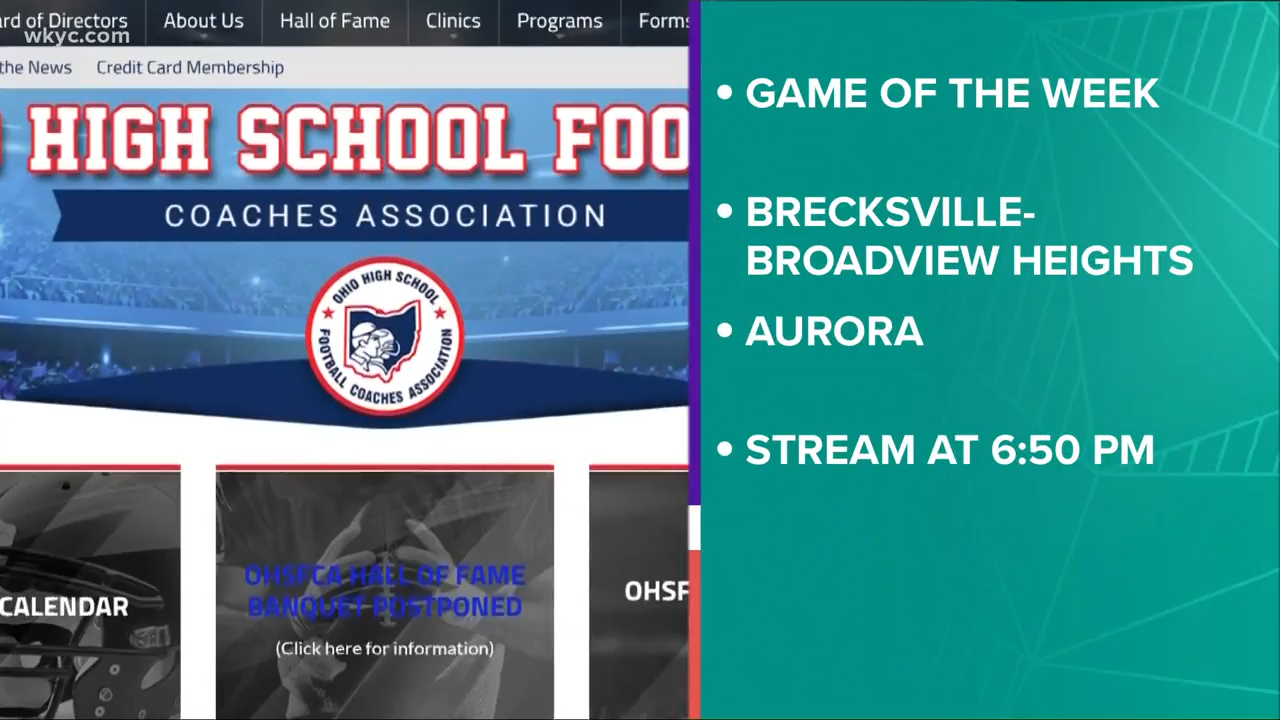 rd of Directors About Us Hall of Fame Clinics Programs Forms
wkyc.com
the News Credit Card Membership
HIGH SCHOOL FOO
COACHES ASSOCIATION
OHIO HIGH SCHOOL
FOOTBALL COACHES ASSOCIATION
CALENDAR
OHSFCA HALL OF FAME
BANQUET POSTPONED
(Click here for information)
OHSF
• GAME OF THE WEEK
• BRECKSVILLE-
BROADVIEW HEIGHTS
• AURORA
• STREAM AT 6:50 PM